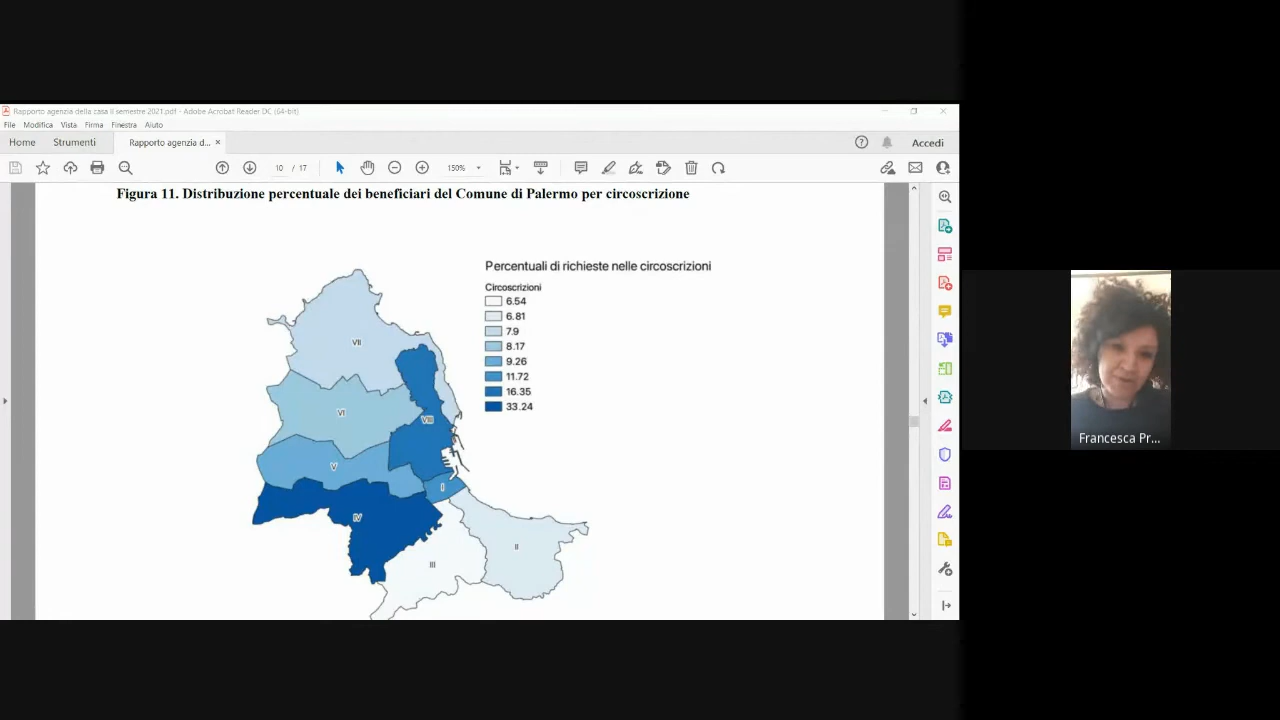 Rapporto agenzia della casa II semestre 2021.pdf - Adobe Acrobat Reader DC (64-bit)
File Modifica Vista Firma Finestra Aiuto
Home Strumenti Rapporto agenzia d... × Accedi
10 / 17 150%
Figura 11. Distribuzione percentuale dei beneficiari del Comune di Palermo per circoscrizione
Percentuali di richieste nelle circoscrizioni
Circoscrizioni
6.54
6.81
7.9
8.17
9.26
11.72
16.35
33.24
VII
VI
VIII
V
I
IV
II
III
Francesca Pr...